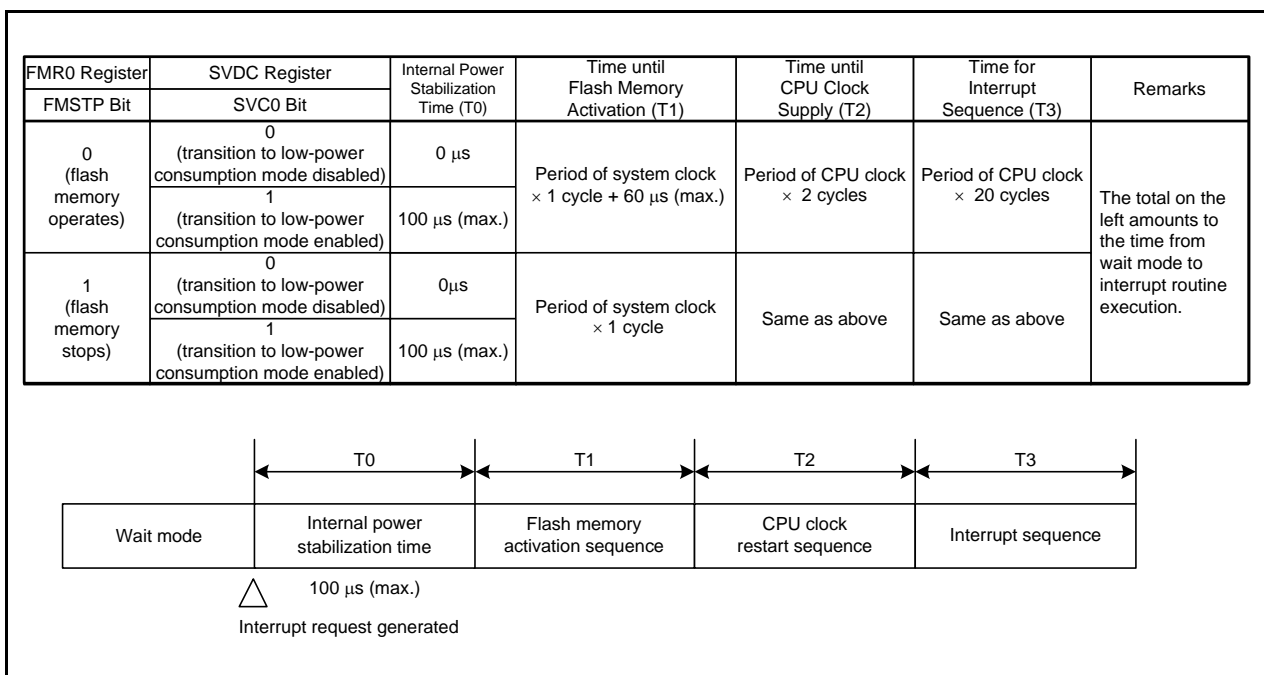 FMR0 Register
SVDC Register
Internal Power
Stabilization
Time (T0)
Time until
Flash Memory
Activation (T1)
Time until
CPU Clock
Supply (T2)
Time for
Interrupt
Sequence (T3)
Remarks
FMSTP Bit
SVC0 Bit
0
(flash
memory
operates)
0
(transition to low-power
consumption mode disabled)
0 μs
1
(transition to low-power
consumption mode enabled)
100 μs (max.)
Period of system clock
× 1 cycle + 60 μs (max.)
Period of CPU clock
× 2 cycles
Period of CPU clock
× 20 cycles
The total on the
left amounts to
the time from
wait mode to
interrupt routine
execution.
1
(flash
memory
stops)
0
(transition to low-power
consumption mode disabled)
0μs
1
(transition to low-power
consumption mode enabled)
100 μs (max.)
Period of system clock
× 1 cycle
Same as above
Same as above
T0
T1
T2
T3
Wait mode
Internal power
stabilization time
Flash memory
activation sequence
CPU clock
restart sequence
Interrupt sequence
100 μs (max.)
Interrupt request generated